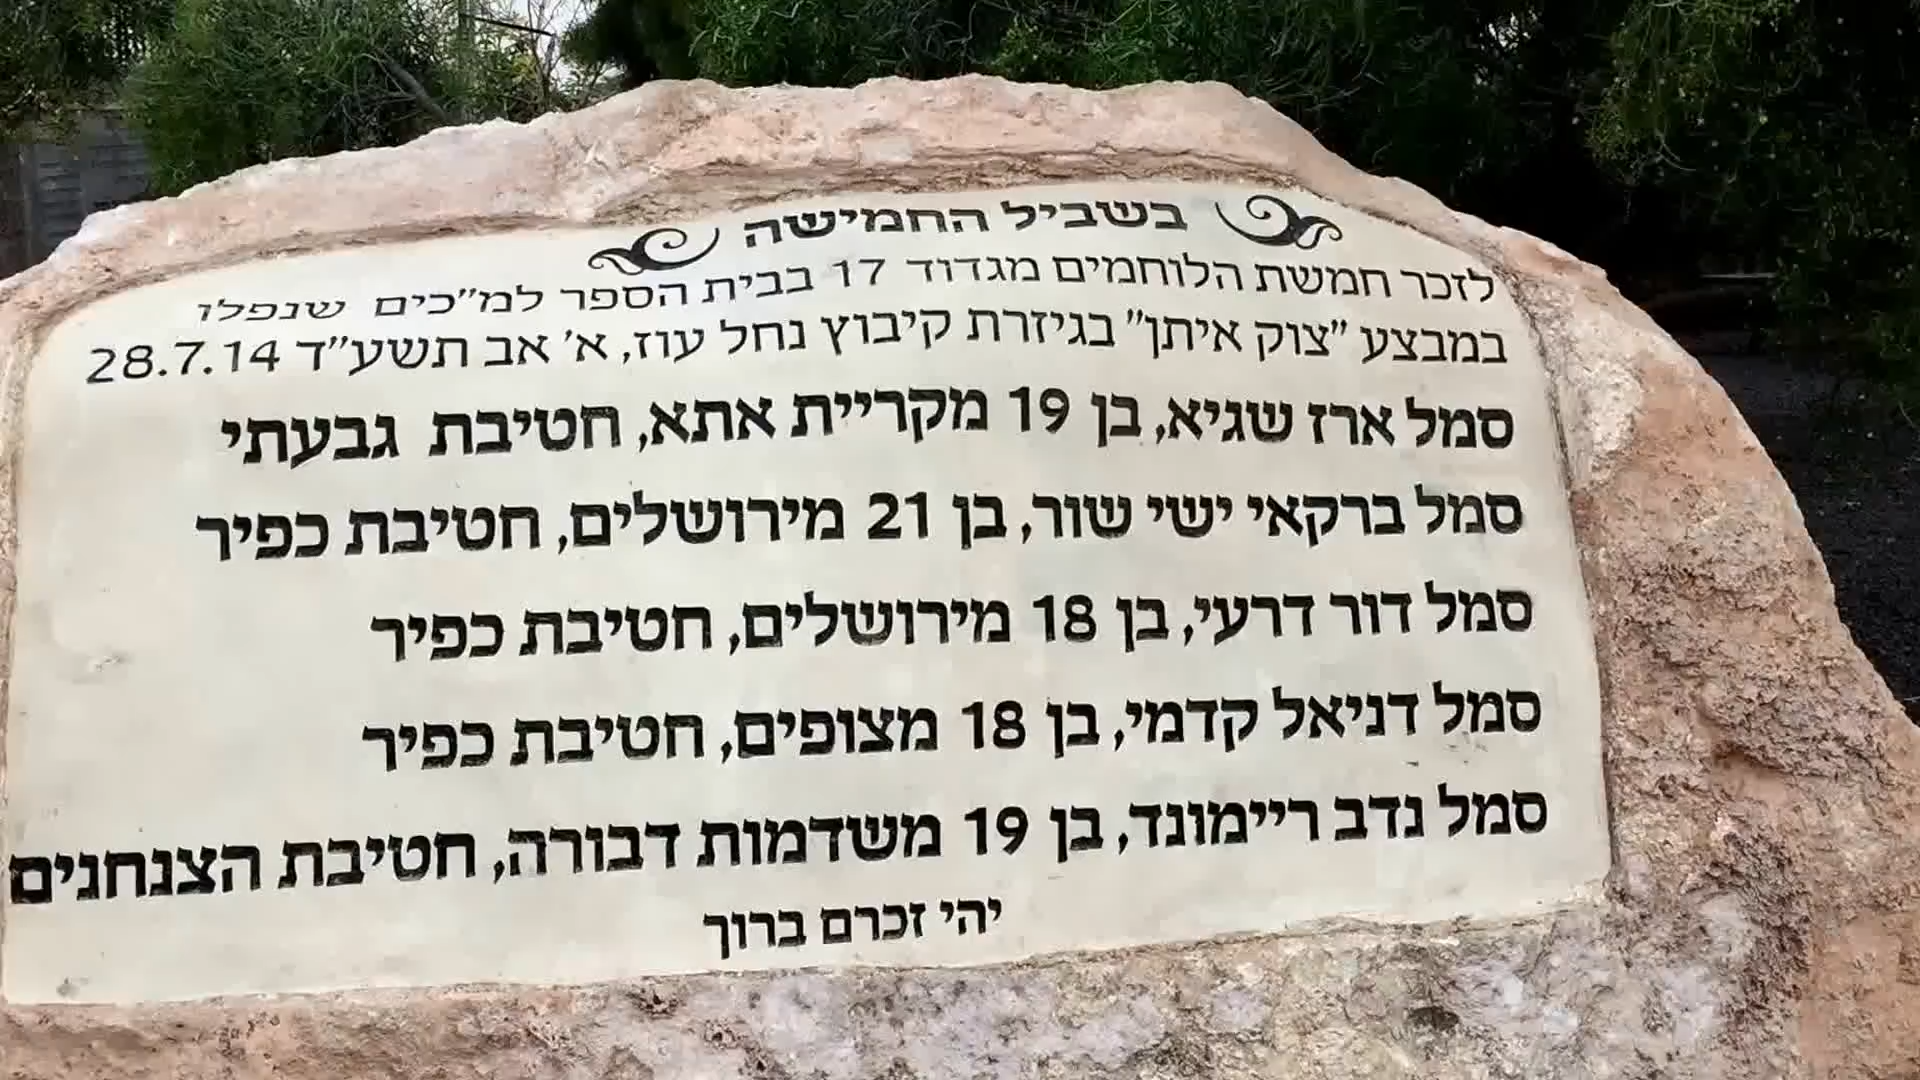 בשביל החמישה
לזכר חמשת הלוחמים מגדוד 17 בבית הספר למ"כים שנפלו
במבצע "צוק איתן" בגיזרת קיבוץ נחל עוז, א' אב תשע"ד 28.7.14
סמל ארז שגיא, בן 19 מקריית אתא, חטיבת גבעתי
סמל ברקאי ישי שור, בן 21 מירושלים, חטיבת כפיר
סמל דור דרעי, בן 18 מירושלים, חטיבת כפיר
סמל דניאל קדמי, בן 18 מצופים, חטיבת כפיר
סמל נדב ריימונד, בן 19 משדמות דבורה, חטיבת הצנחנים
יהי זכרם ברוך